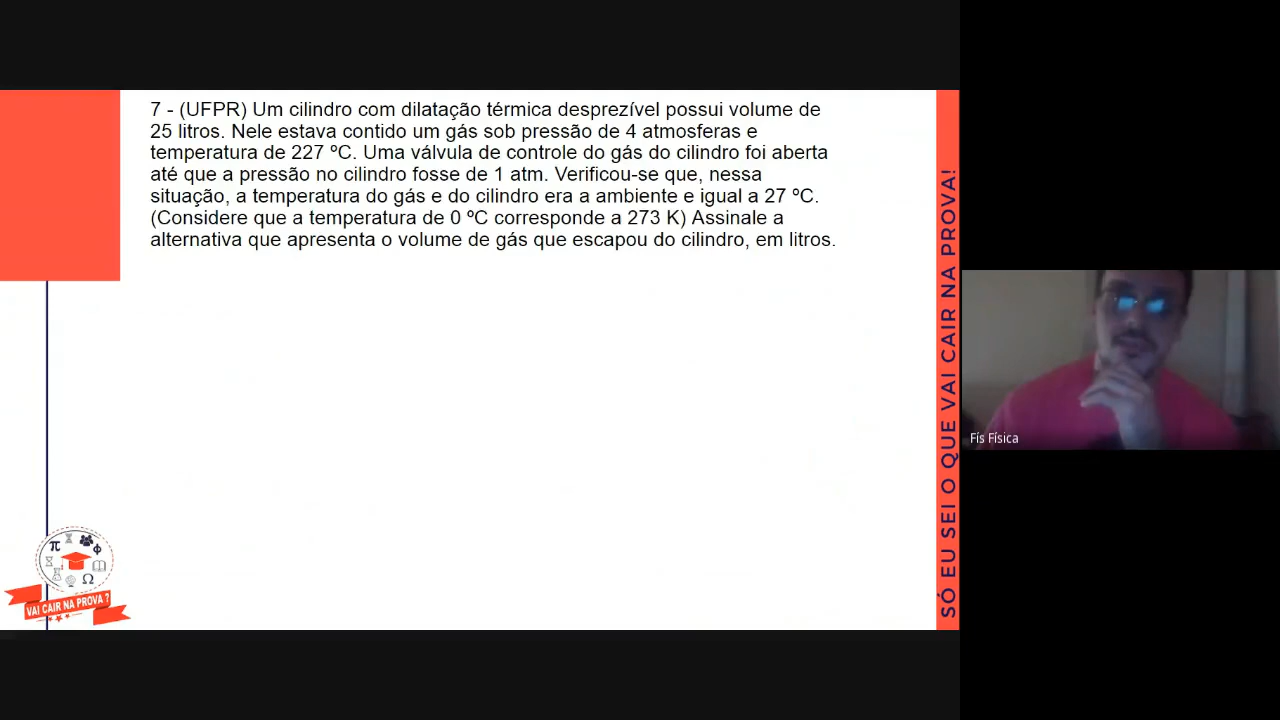 7 - (UFPR) Um cilindro com dilatação térmica desprezível possui volume de
25 litros. Nele estava contido um gás sob pressão de 4 atmosferas e
temperatura de 227 ºC. Uma válvula de controle do gás do cilindro foi aberta
até que a pressão no cilindro fosse de 1 atm. Verificou-se que, nessa
situação, a temperatura do gás e do cilindro era a ambiente e igual a 27 ºC.
(Considere que a temperatura de 0 ºC corresponde a 273 K) Assinale a
alternativa que apresenta o volume de gás que escapou do cilindro, em litros.
SÓ EU SEI O QUE VAI CAIR NA PROVA!
Fís Física
π
Φ
Ω
VAI CAIR NA PROVA ?